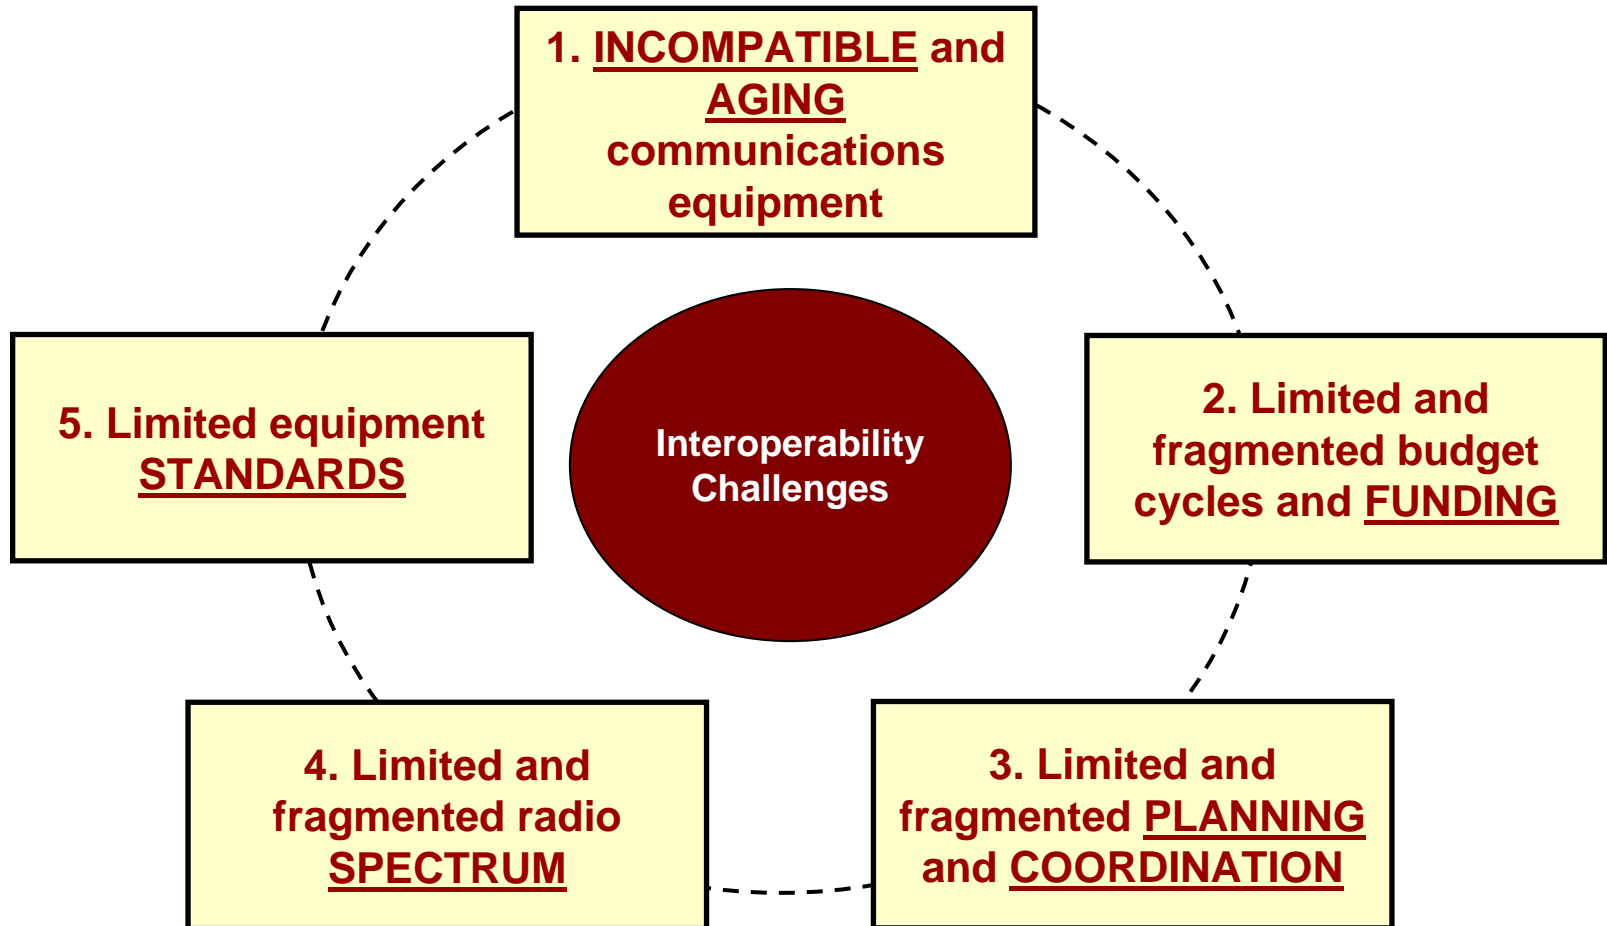 1. INCOMPATIBLE and
AGING
communications
equipment
5. Limited equipment
STANDARDS
Interoperability
Challenges
2. Limited and
fragmented budget
cycles and FUNDING
4. Limited and
fragmented radio
SPECTRUM
3. Limited and
fragmented PLANNING
and COORDINATION